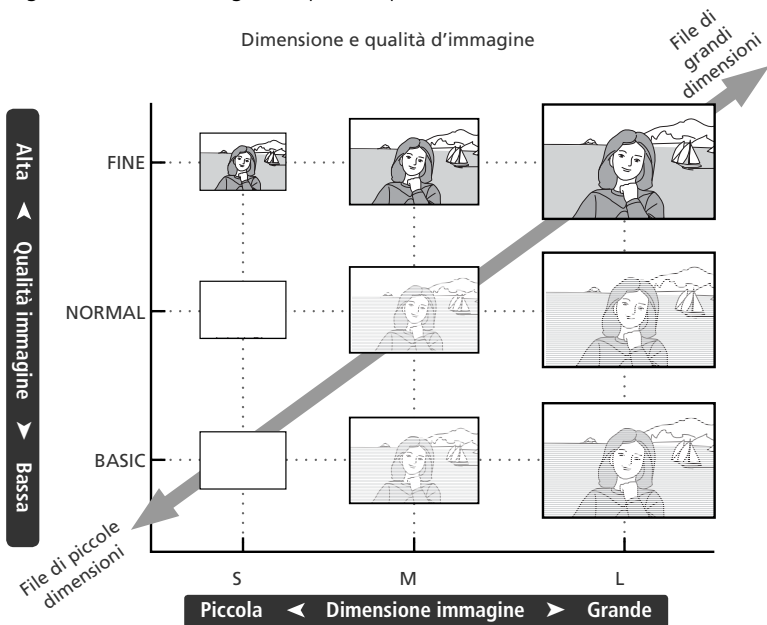 Dimensione e qualità d'immagine
File di
grandi
dimensioni
Alta ▲ Qualità immagine ▼ Bassa
FINE
NORMAL
BASIC
File di piccole
dimensioni
S M L
Piccola ◄ Dimensione immagine ► Grande